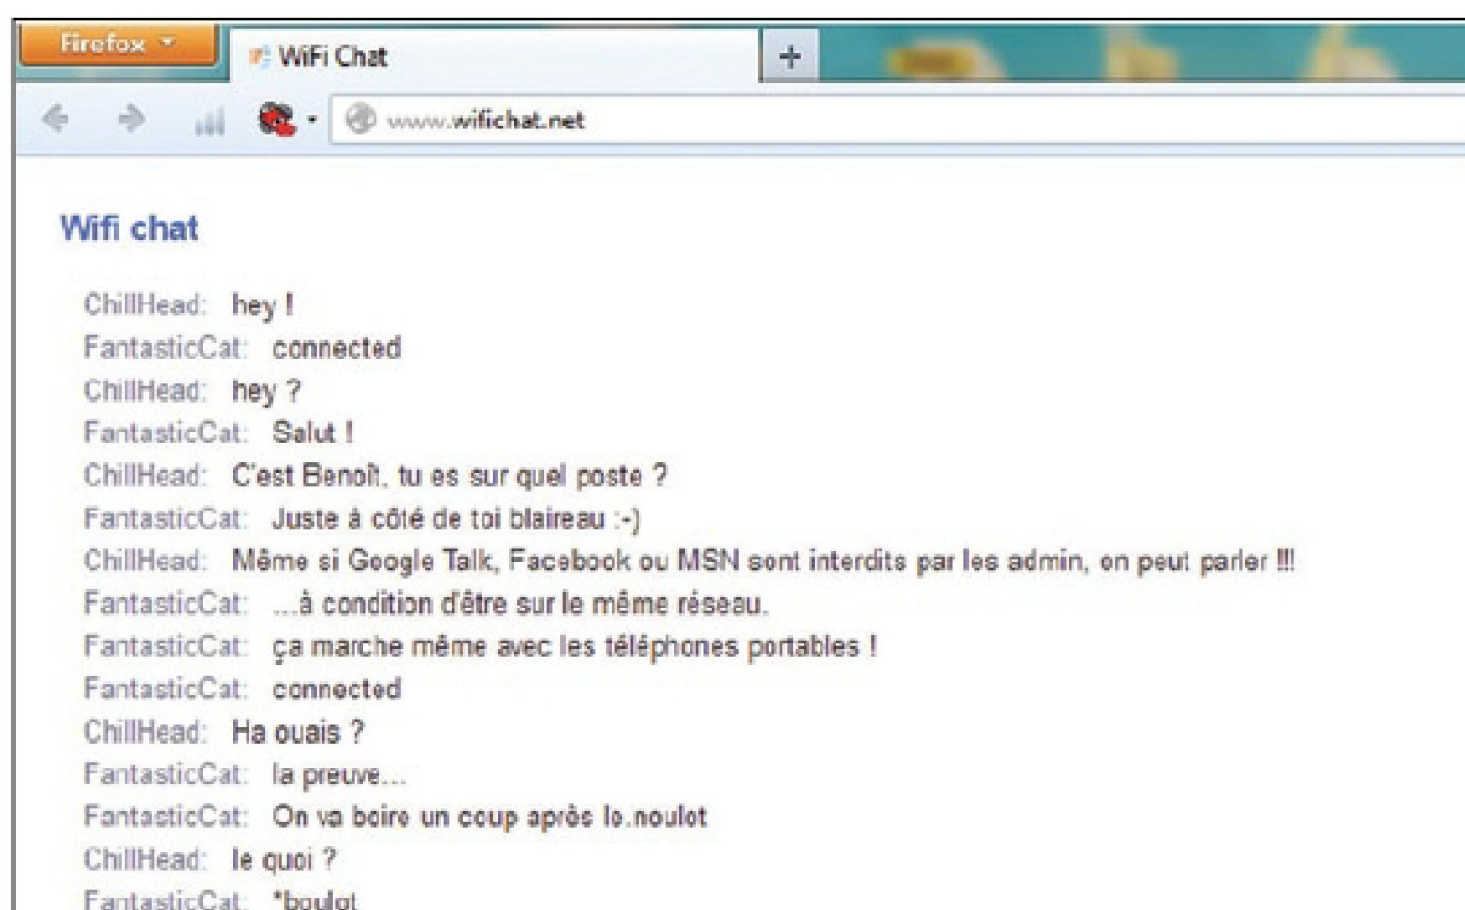 Firefox
WiFi Chat
www.wifichat.net
Wifi chat
ChillHead: hey !
FantasticCat: connected
ChillHead: hey ?
FantasticCat: Salut !
ChillHead: C'est Benoît, tu es sur quel poste ?
FantasticCat: Juste à côté de toi blaireau :-)
ChillHead: Même si Google Talk, Facebook ou MSN sont interdits par les admin, on peut parler !!!
FantasticCat: ...à condition d'être sur le même réseau.
FantasticCat: ça marche même avec les téléphones portables !
FantasticCat: connected
ChillHead: Ha ouais ?
FantasticCat: la preuve...
FantasticCat: On va boire un coup après le.noulot
ChillHead: le quoi ?
FantasticCat: *boulot